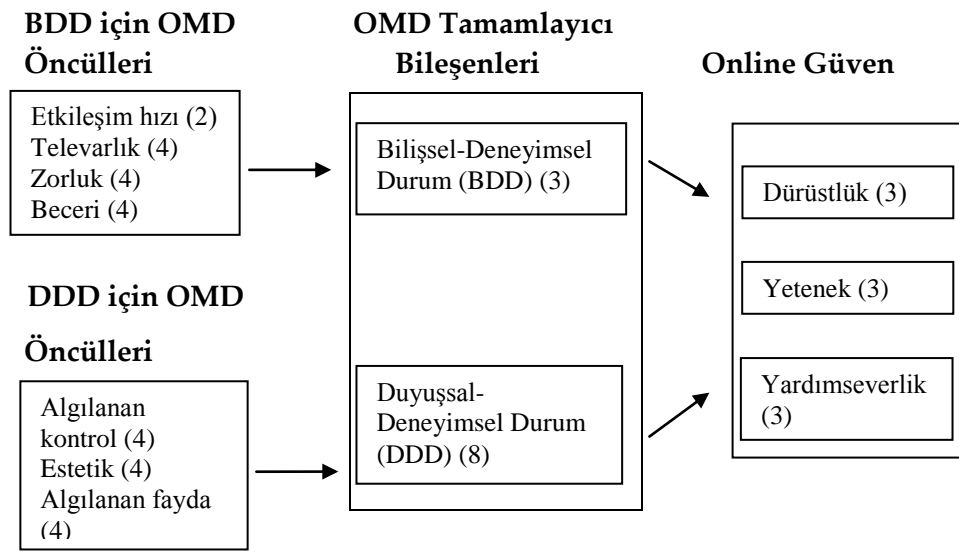 BDD için OMD
Öncülleri
Etkileşim hızı (2)
Televarlık (4)
Zorluk (4)
Beceri (4)
DDD için OMD
Öncülleri
Algılanan
kontrol (4)
Estetik (4)
Algılanan fayda
(4)
OMD Tamamlayıcı
Bileşenleri
Bilişsel-Deneyimsel
Durum (BDD) (3)
Duyuşsal-
Deneyimsel Durum
(DDD) (8)
Online Güven
Dürüstlük (3)
Yetenek (3)
Yardımseverlik
(3)